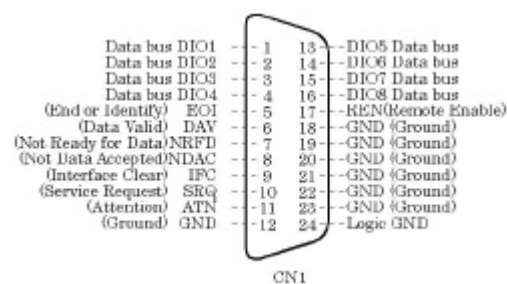 Data bus DIO1 1 13 DIO5 Data bus
Data bus DIO2 2 14 DIO6 Data bus
Data bus DIO3 3 15 DIO7 Data bus
Data bus DIO4 4 16 DIO8 Data bus
(End or Identify) EOI 5 17 REN(Remote Enable)
(Data Valid) DAV 6 18 GND (Ground)
(Not Ready for Data)NRFD 7 19 GND (Ground)
(Not Data Accepted)NDAC 8 20 GND (Ground)
(Interface Clear) IFC 9 21 GND (Ground)
(Service Request) SRQ 10 22 GND (Ground)
(Attention) ATN 11 23 GND (Ground)
(Ground) GND 12 24 Logic GND
CN1